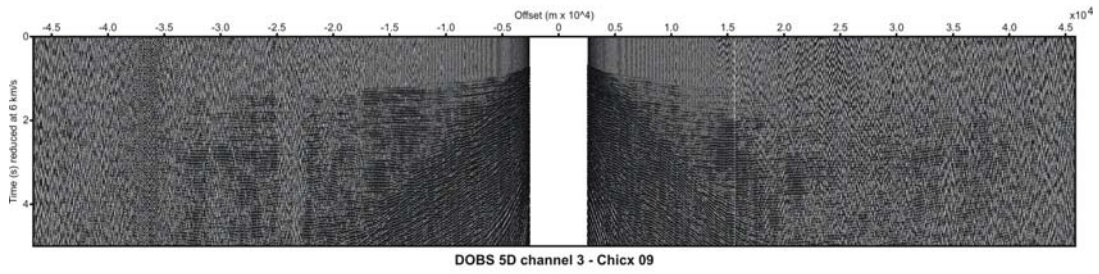 Offset (m x 10^4)
-4.5 -4.0 -3.5 -3.0 -2.5 -2.0 -1.5 -1.0 -0.5 0 0.5 1.0 1.5 2.0 2.5 3.0 3.5 4.0 4.5 x10⁴
Time (s) reduced at 6 km/s
0
2
4
DOBS 5D channel 3 - Chicx 09